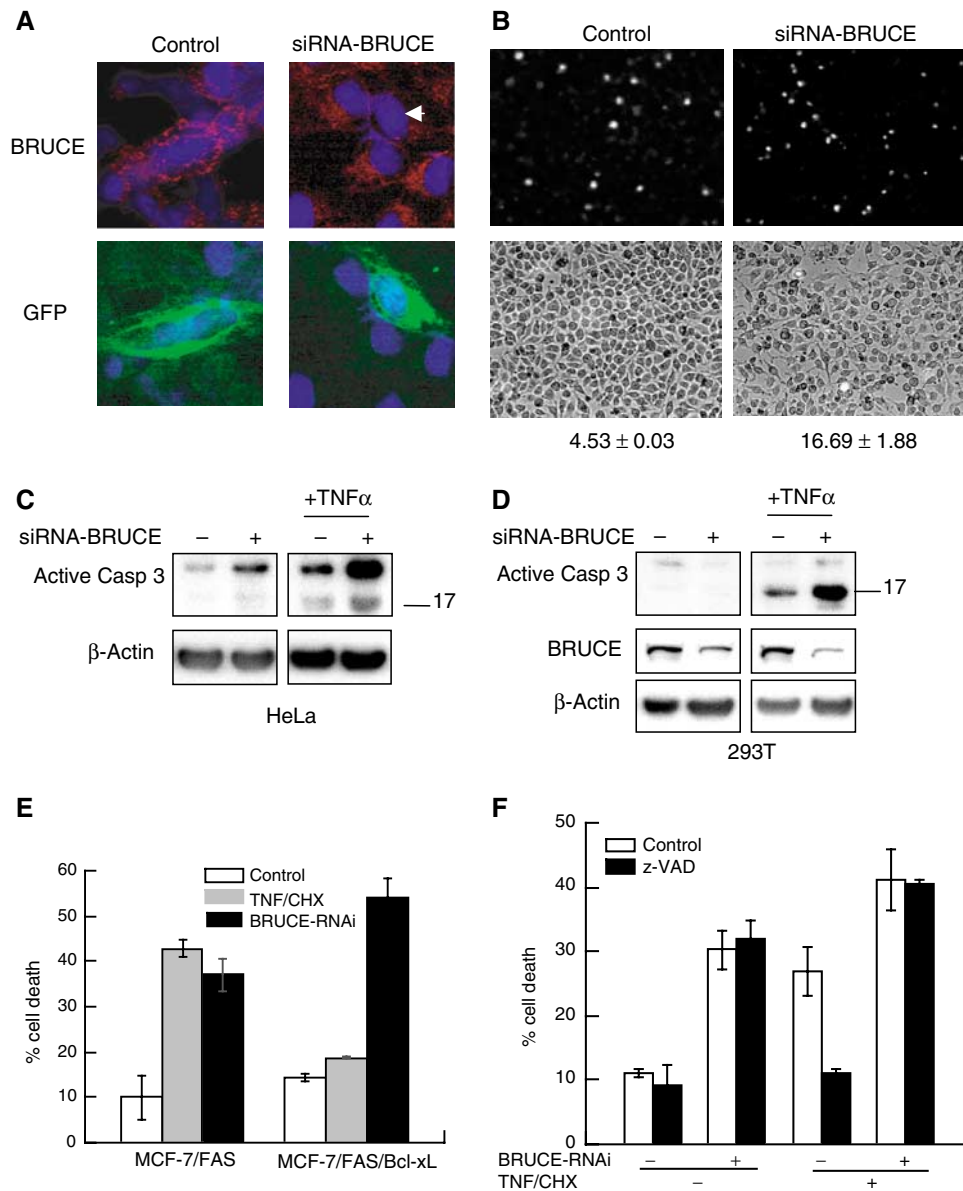 A
Control
siRNA-BRUCE
BRUCE
GFP
B
Control
siRNA-BRUCE
4.53 ± 0.03
16.69 ± 1.88
C
+TNFα
siRNA-BRUCE
–
+
–
+
Active Casp 3
17
β-Actin
HeLa
D
+TNFα
siRNA-BRUCE
–
+
–
+
Active Casp 3
17
BRUCE
β-Actin
293T
E
60
50
40
30
20
10
0
% cell death
Control
TNF/CHX
BRUCE-RNAi
MCF-7/FAS
MCF-7/FAS/Bcl-xL
F
50
40
30
20
10
0
% cell death
Control
z-VAD
BRUCE-RNAi
–
+
–
+
TNF/CHX
–
+